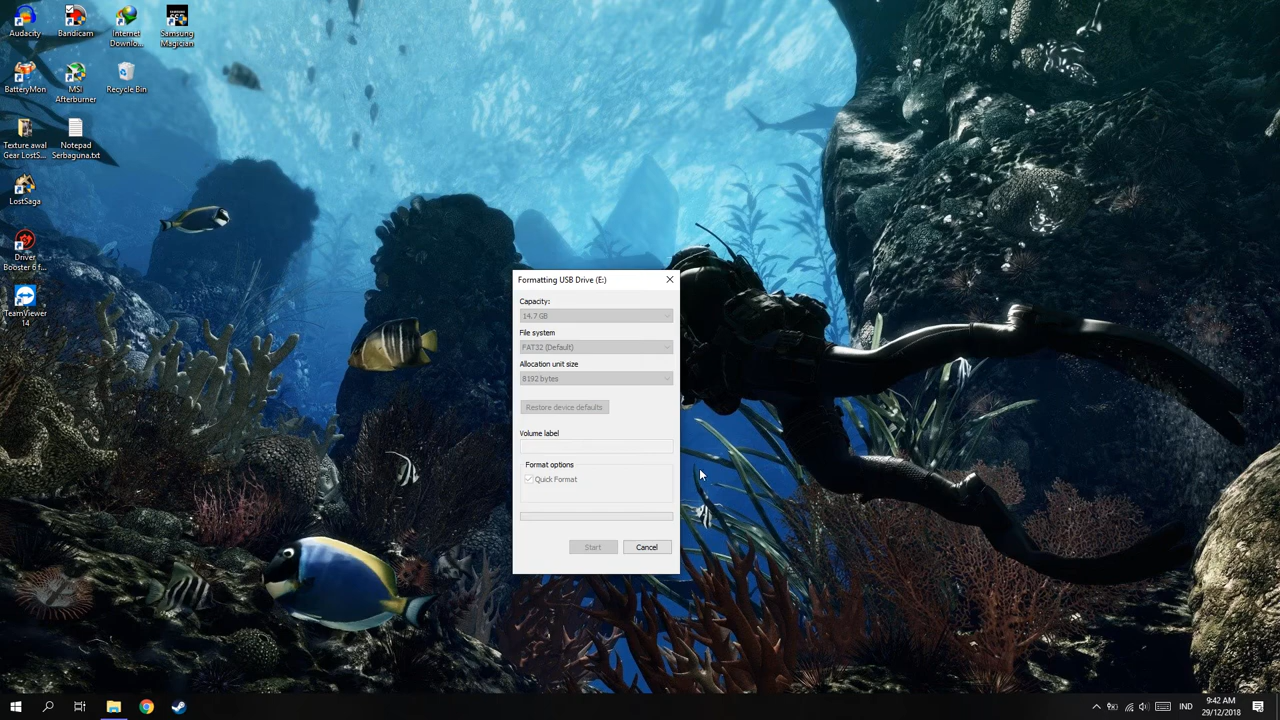 Audacity
Bandicam
Internet
Downlo...
SAMSUNG
SSD
Samsung
Magician
BatteryMon
MSI
Afterburner
Recycle Bin
Texture awal
Gear LostS...
Notepad
Serbaguna.txt
LostSaga
Driver
Booster 6 f...
TeamViewer
14
Formatting USB Drive (E:)
Capacity:
14.7 GB
File system
FAT32 (Default)
Allocation unit size
8192 bytes
Restore device defaults
Volume label
Format options
Quick Format
Start
Cancel
IND
9:42 AM
29/12/2018